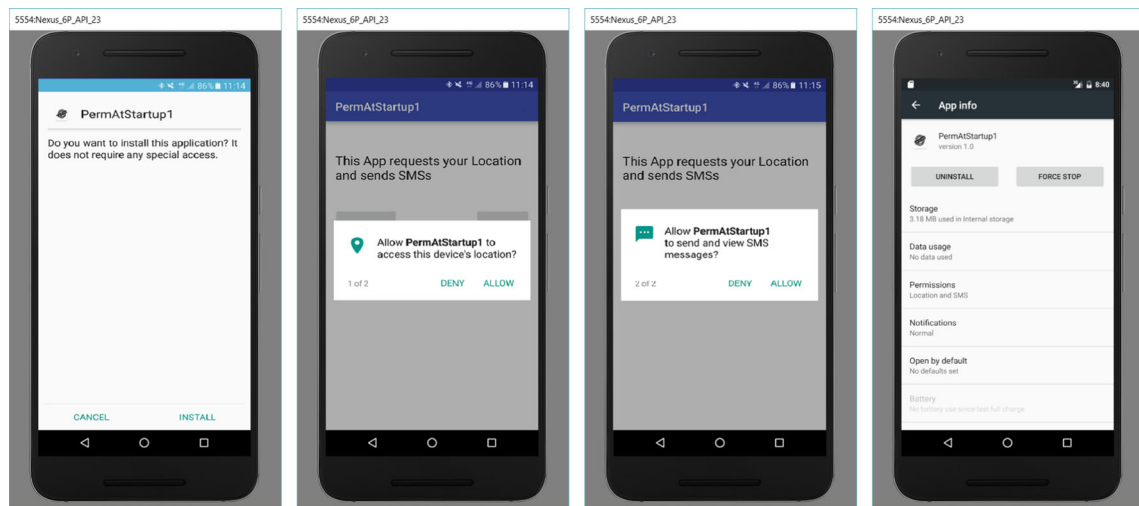 5554:Nexus_6P_API_23
86% 11:14
PermAtStartup1
Do you want to install this application? It
does not require any special access.
CANCEL INSTALL
5554:Nexus_6P_API_23
86% 11:14
PermAtStartup1
This App requests your Location
and sends SMSs
Allow PermAtStartup1 to
access this device's location?
1 of 2 DENY ALLOW
5554:Nexus_6P_API_23
86% 11:15
PermAtStartup1
This App requests your Location
and sends SMSs
Allow PermAtStartup1
to send and view SMS
messages?
2 of 2 DENY ALLOW
5554:Nexus_6P_API_23
8:40
App info
PermAtStartup1
version 1.0
UNINSTALL FORCE STOP
Storage
3.18 MB used in Internal storage
Data usage
No data used
Permissions
Location and SMS
Notifications
Normal
Open by default
No defaults set
Battery
No battery use since last full charge